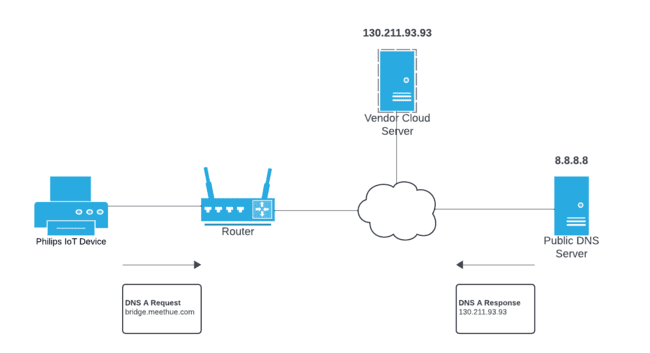 130.211.93.93
Vendor Cloud
Server
8.8.8.8
Philips IoT Device
Router
Public DNS
Server
DNS A Request
bridge.meethue.com
DNS A Response
130.211.93.93